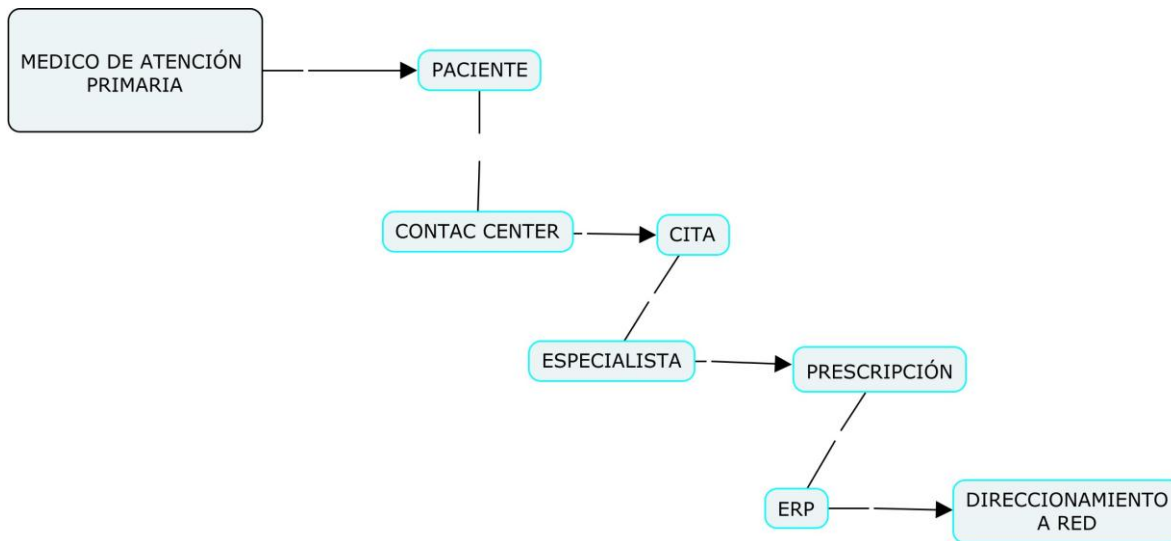 MEDICO DE ATENCIÓN
PRIMARIA
PACIENTE
CONTAC CENTER
CITA
ESPECIALISTA
PRESCRIPCIÓN
ERP
DIRECCIONAMIENTO
A RED